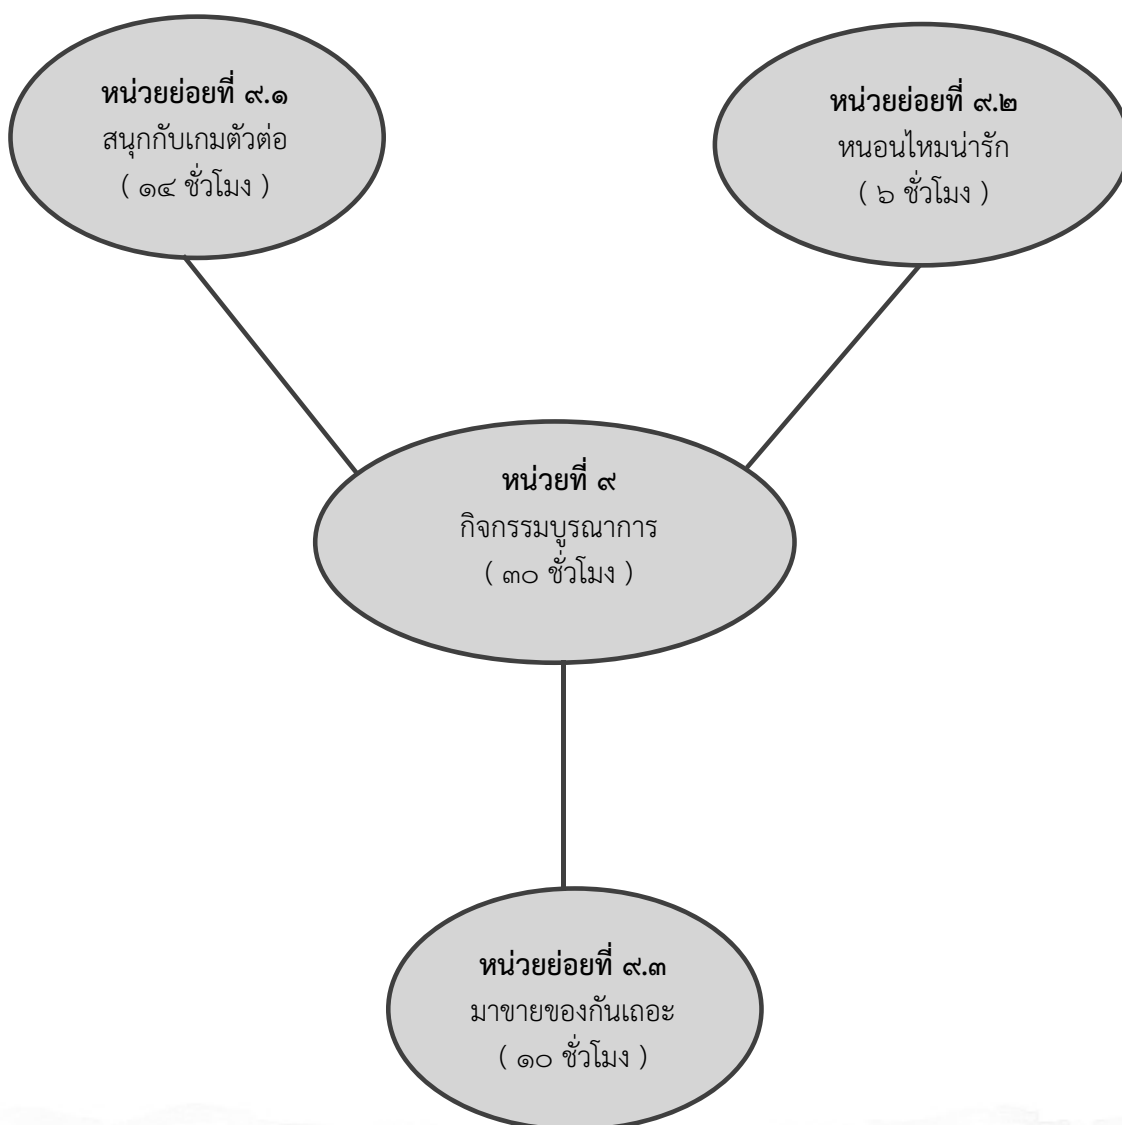 หน่วยย่อยที่ ๙.๑
สนุกกับเกมตัวต่อ
( ๑๔ ชั่วโมง )
หน่วยย่อยที่ ๙.๒
หนอนไหมน่ารัก
( ๖ ชั่วโมง )
หน่วยที่ ๙
กิจกรรมบูรณาการ
( ๓๐ ชั่วโมง )
หน่วยย่อยที่ ๙.๓
มาขายของกันเถอะ
( ๑๐ ชั่วโมง )